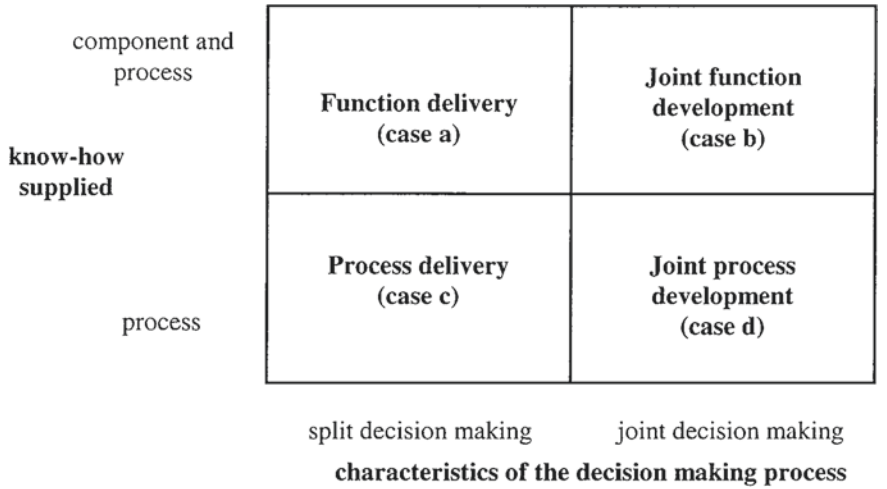 component and
process
Function delivery
(case a)
Joint function
development
(case b)
know-how
supplied
Process delivery
(case c)
Joint process
development
(case d)
process
split decision making
joint decision making
characteristics of the decision making process